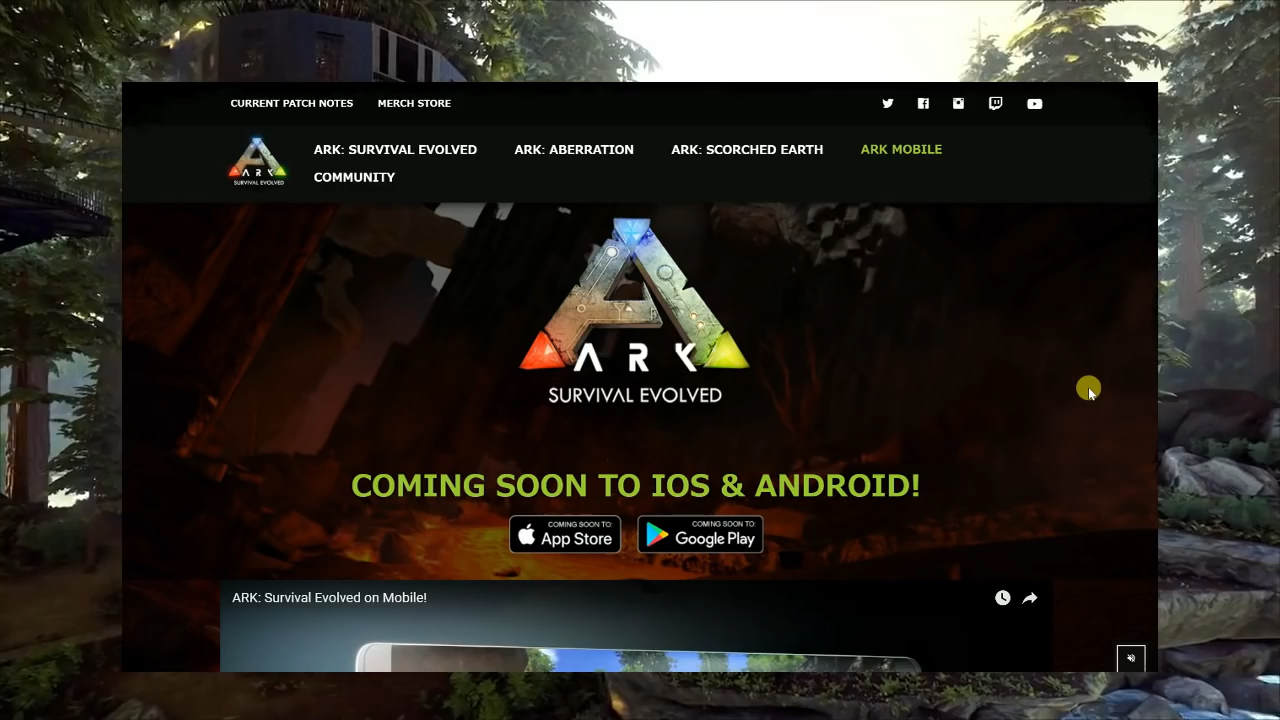 CURRENT PATCH NOTES MERCH STORE
ARK: SURVIVAL EVOLVED ARK: ABERRATION ARK: SCORCHED EARTH ARK MOBILE
COMMUNITY
ARK
SURVIVAL EVOLVED
ARK
SURVIVAL EVOLVED
COMING SOON TO IOS & ANDROID!
COMING SOON TO: COMING SOON TO:
App Store Google Play
ARK: Survival Evolved on Mobile!